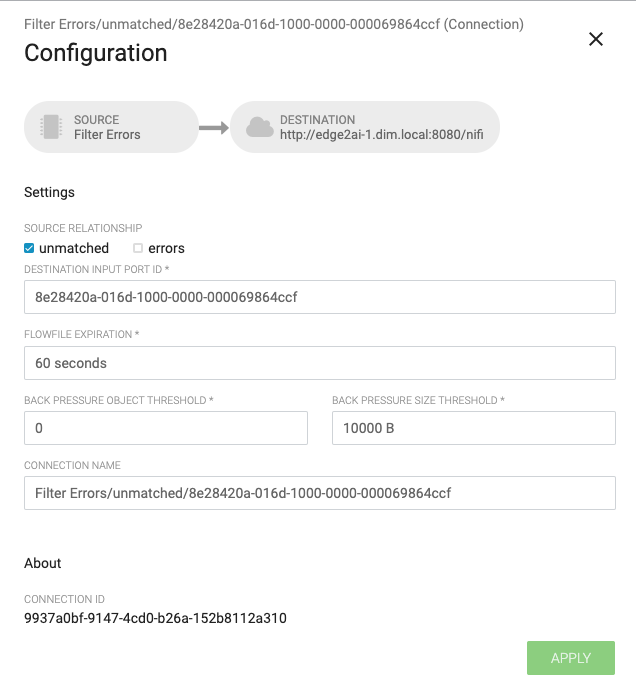 Filter Errors/unmatched/8e28420a-016d-1000-0000-000069864ccf (Connection)
Configuration
SOURCE
Filter Errors
DESTINATION
http://edge2ai-1.dim.local:8080/nifi
Settings
SOURCE RELATIONSHIP
unmatched errors
DESTINATION INPUT PORT ID *
8e28420a-016d-1000-0000-000069864ccf
FLOWFILE EXPIRATION *
60 seconds
BACK PRESSURE OBJECT THRESHOLD * BACK PRESSURE SIZE THRESHOLD *
0 10000 B
CONNECTION NAME
Filter Errors/unmatched/8e28420a-016d-1000-0000-000069864ccf
About
CONNECTION ID
9937a0bf-9147-4cd0-b26a-152b8112a310
APPLY